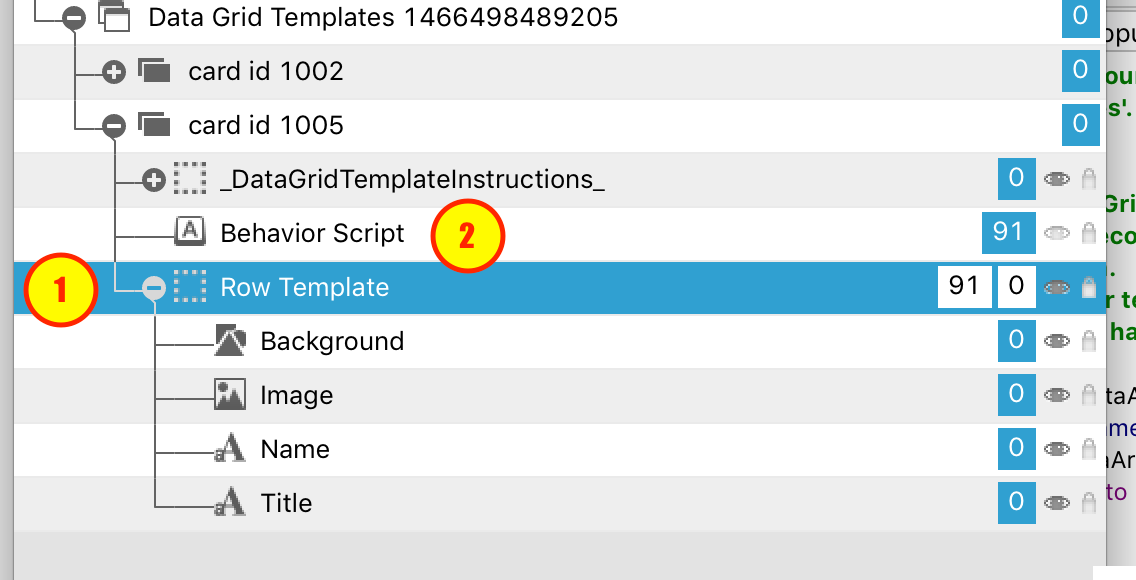 Data Grid Templates 1466498489205 0
card id 1002 0
card id 1005 0
_DataGridTemplateInstructions_ 0
Behavior Script 2 91
1 Row Template 91 0
Background 0
Image 0
Name 0
Title 0
s'.
to